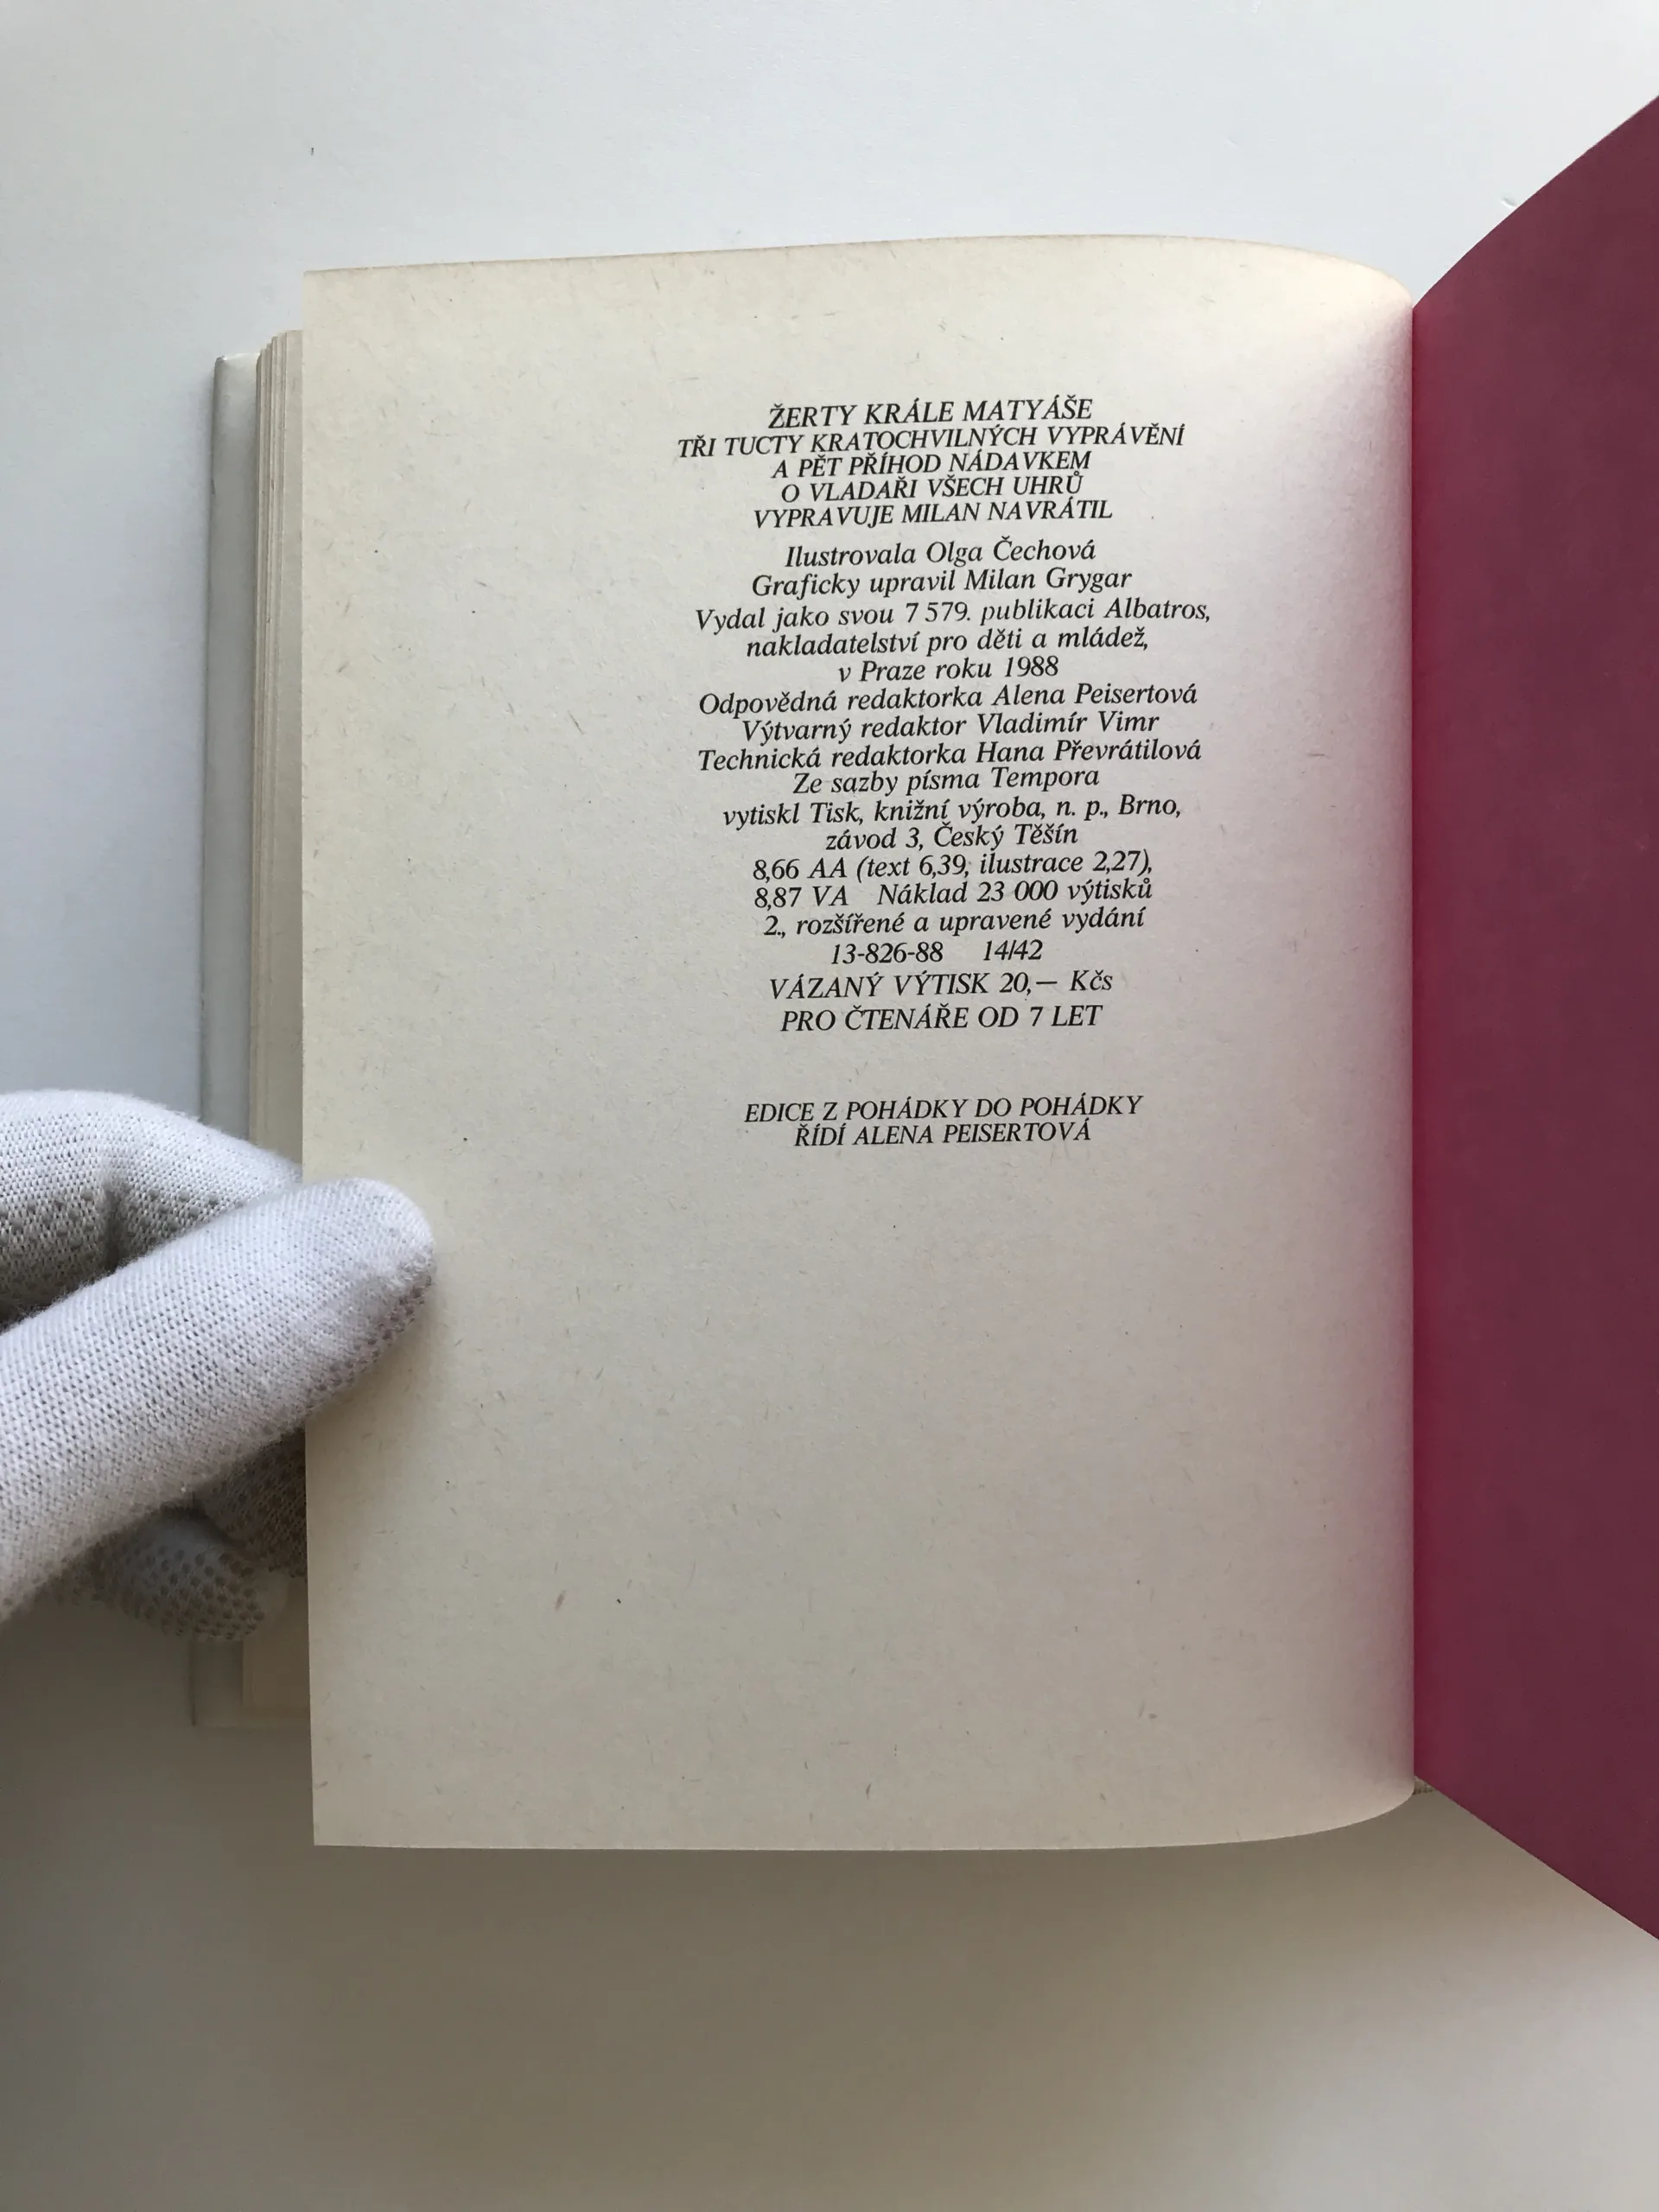 ŽERTY KRÁLE MATYÁŠE
TŘI TUCTY KRATOCHVILNÝCH VYPRÁVĚNÍ
A PĚT PŘÍHOD NÁDAVKEM
O VLADAŘI VŠECH UHRŮ
VYPRAVUJE MILAN NAVRÁTIL
Ilustrovala Olga Čechová
Graficky upravil Milan Grygar
Vydal jako svou 7 579. publikaci Albatros,
nakladatelství pro děti a mládež,
v Praze roku 1988
Odpovědná redaktorka Alena Peisertová
Výtvarný redaktor Vladimír Vimr
Technická redaktorka Hana Převrátilová
Ze sazby písma Tempora
vytiskl Tisk, knižní výroba, n. p., Brno,
závod 3, Český Těšín
8,66 AA (text 6,39, ilustrace 2,27),
8,87 VA Náklad 23 000 výtisků
2., rozšířené a upravené vydání
13-826-88 14/42
VÁZANÝ VÝTISK 20,— Kčs
PRO ČTENÁŘE OD 7 LET
EDICE Z POHÁDKY DO POHÁDKY
ŘÍDÍ ALENA PEISERTOVÁ